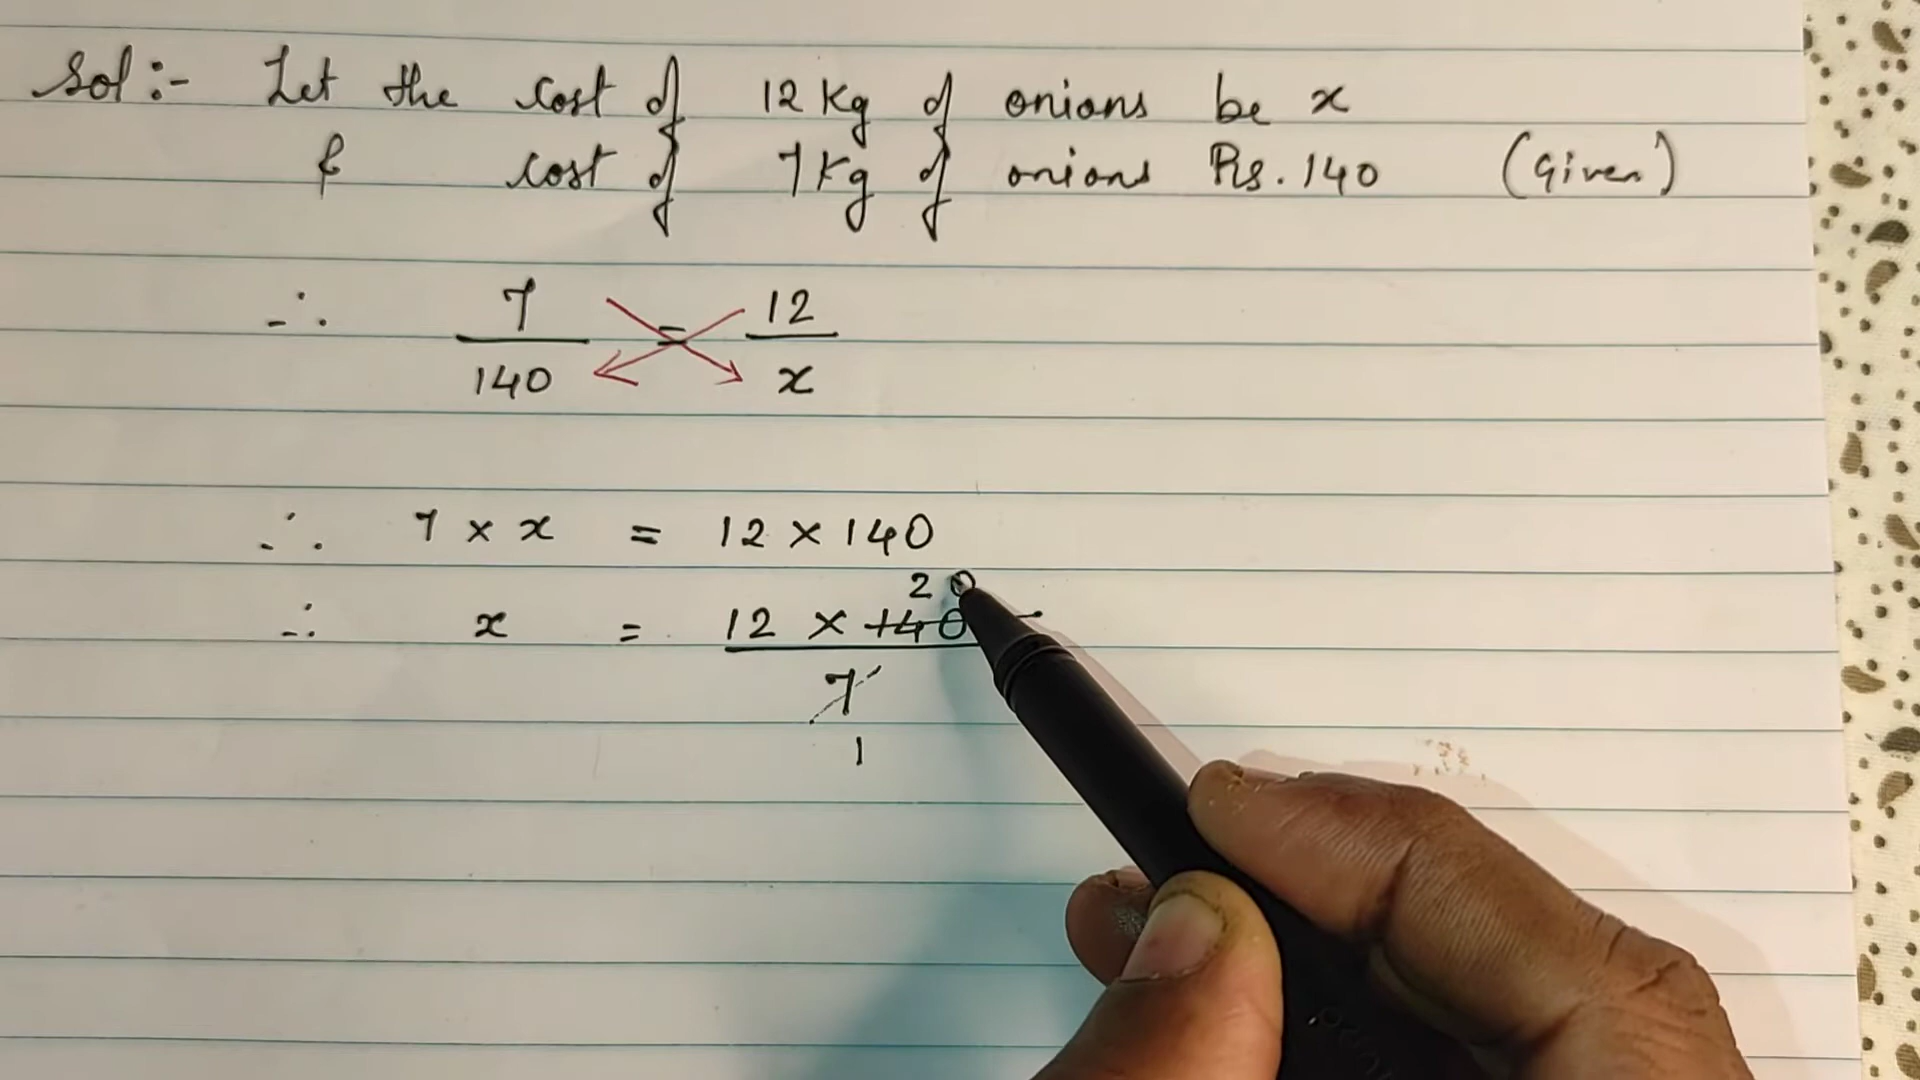 Sol :- Let the cost of 12 Kg of onions be x
& cost of 7 Kg of onions Rs. 140 (Given)
∴ 7/140 = 12/x
∴ 7 × x = 12 × 140
20
∴ x = 12 × 140
7
1